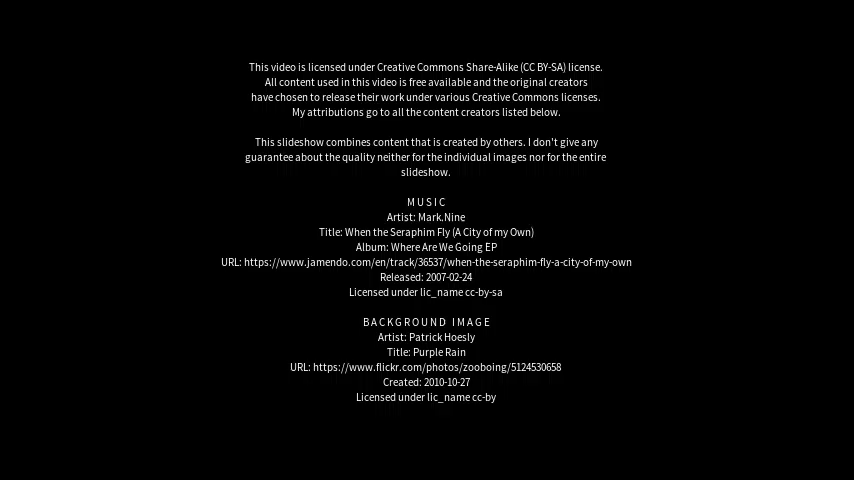 This video is licensed under Creative Commons Share-Alike (CC BY-SA) license.
All content used in this video is free available and the original creators
have chosen to release their work under various Creative Commons licenses.
My attributions go to all the content creators listed below.
This slideshow combines content that is created by others. I don't give any
guarantee about the quality neither for the individual images nor for the entire
slideshow.
MUSIC
Artist: Mark.Nine
Title: When the Seraphim Fly (A City of my Own)
Album: Where Are We Going EP
URL: https://www.jamendo.com/en/track/36537/when-the-seraphim-fly-a-city-of-my-own
Released: 2007-02-24
Licensed under lic_name cc-by-sa
BACKGROUND IMAGE
Artist: Patrick Hoesly
Title: Purple Rain
URL: https://www.flickr.com/photos/zooboing/5124530658
Created: 2010-10-27
Licensed under lic_name cc-by